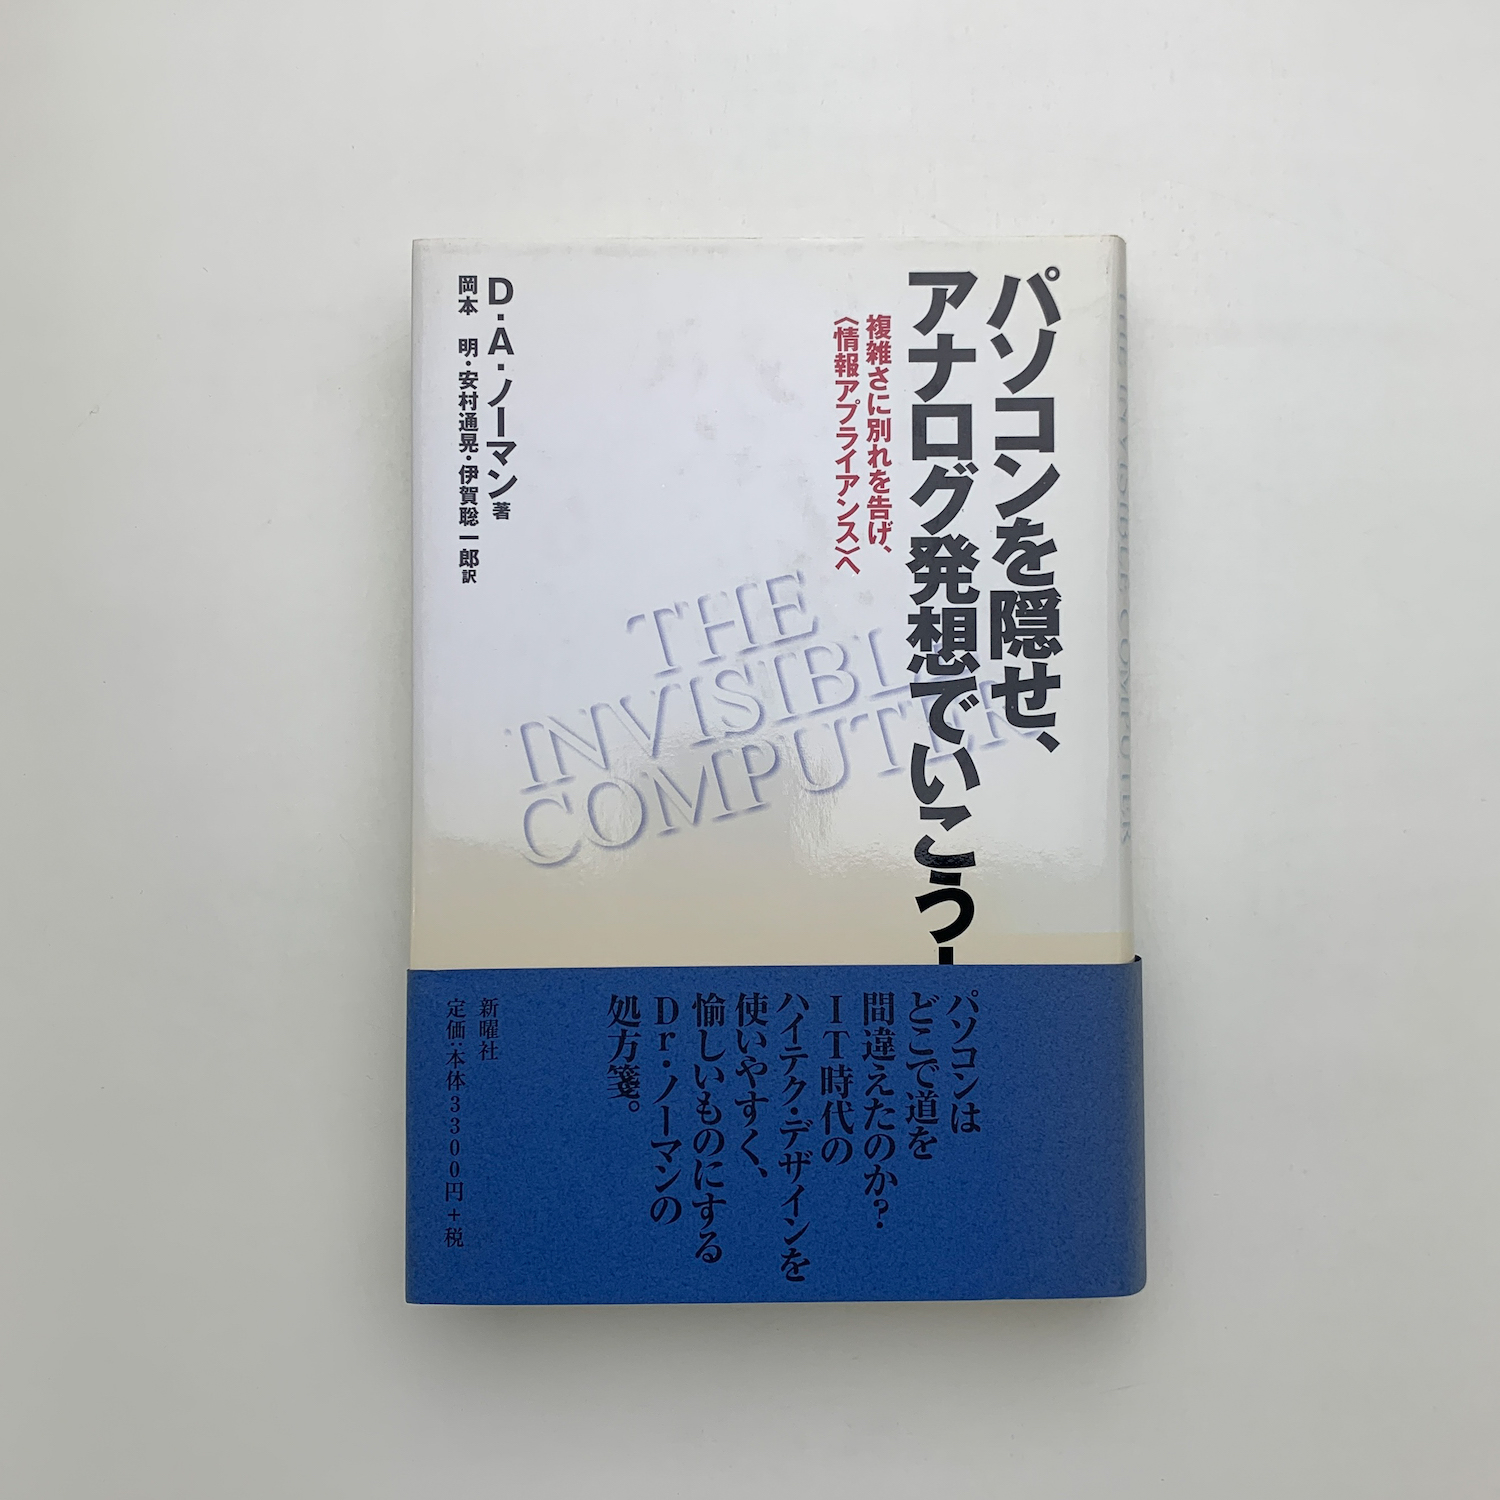 パソコンを隠せ、
アナログ発想でいこう!
複雑さに別れを告げ、
〈情報アプライアンス〉へ
D・A・ノーマン 著
岡本 明・安村通晃・伊賀聡一郎 訳
THE
INVISIBLE
COMPUTER
THE INVISIBLE COMPUTER
パソコンは
どこで道を
間違えたのか?
IT時代の
ハイテク・デザインを
使いやすく、
愉しいものにする
Dr・ノーマンの
処方箋。
新曜社
定価:本体3300円+税